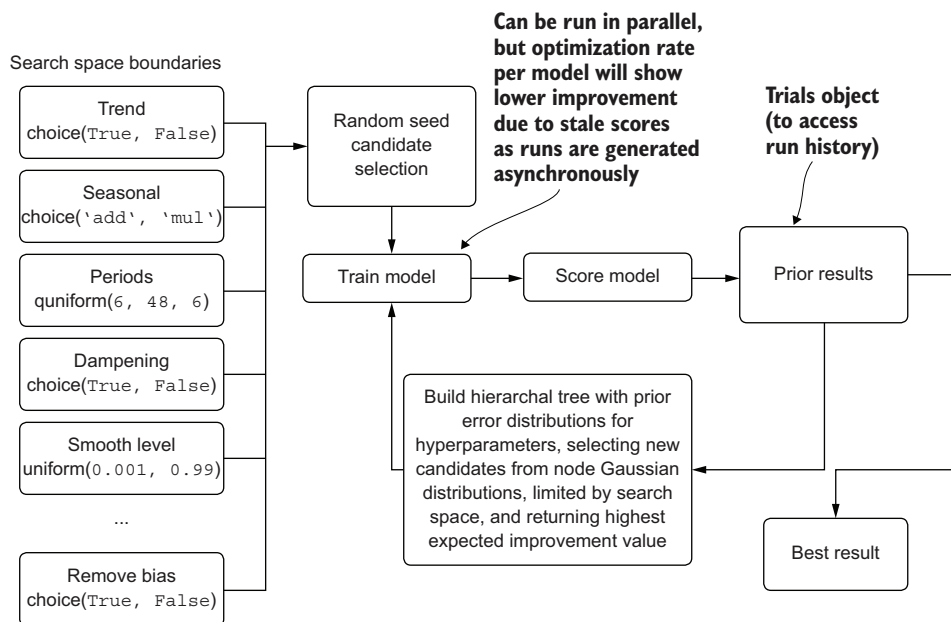 Search space boundaries
Trend
choice(True, False)
Seasonal
choice('add', 'mul')
Periods
quniform(6, 48, 6)
Dampening
choice(True, False)
Smooth level
uniform(0.001, 0.99)
...
Remove bias
choice(True, False)
Random seed
candidate
selection
Can be run in parallel,
but optimization rate
per model will show
lower improvement
due to stale scores
as runs are generated
asynchronously
Trials object
(to access
run history)
Train model
Score model
Prior results
Build hierarchal tree with prior
error distributions for
hyperparameters, selecting new
candidates from node Gaussian
distributions, limited by search
space, and returning highest
expected improvement value
Best result